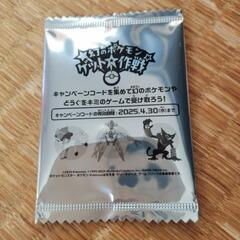 幻のポケモン
ゲット大作戦
キャンペーンコードを集めて幻のポケモンや
どうぐをキミのゲームで受け取ろう!
キャンペーンコードの有効期限:2025.4.30(水)まで